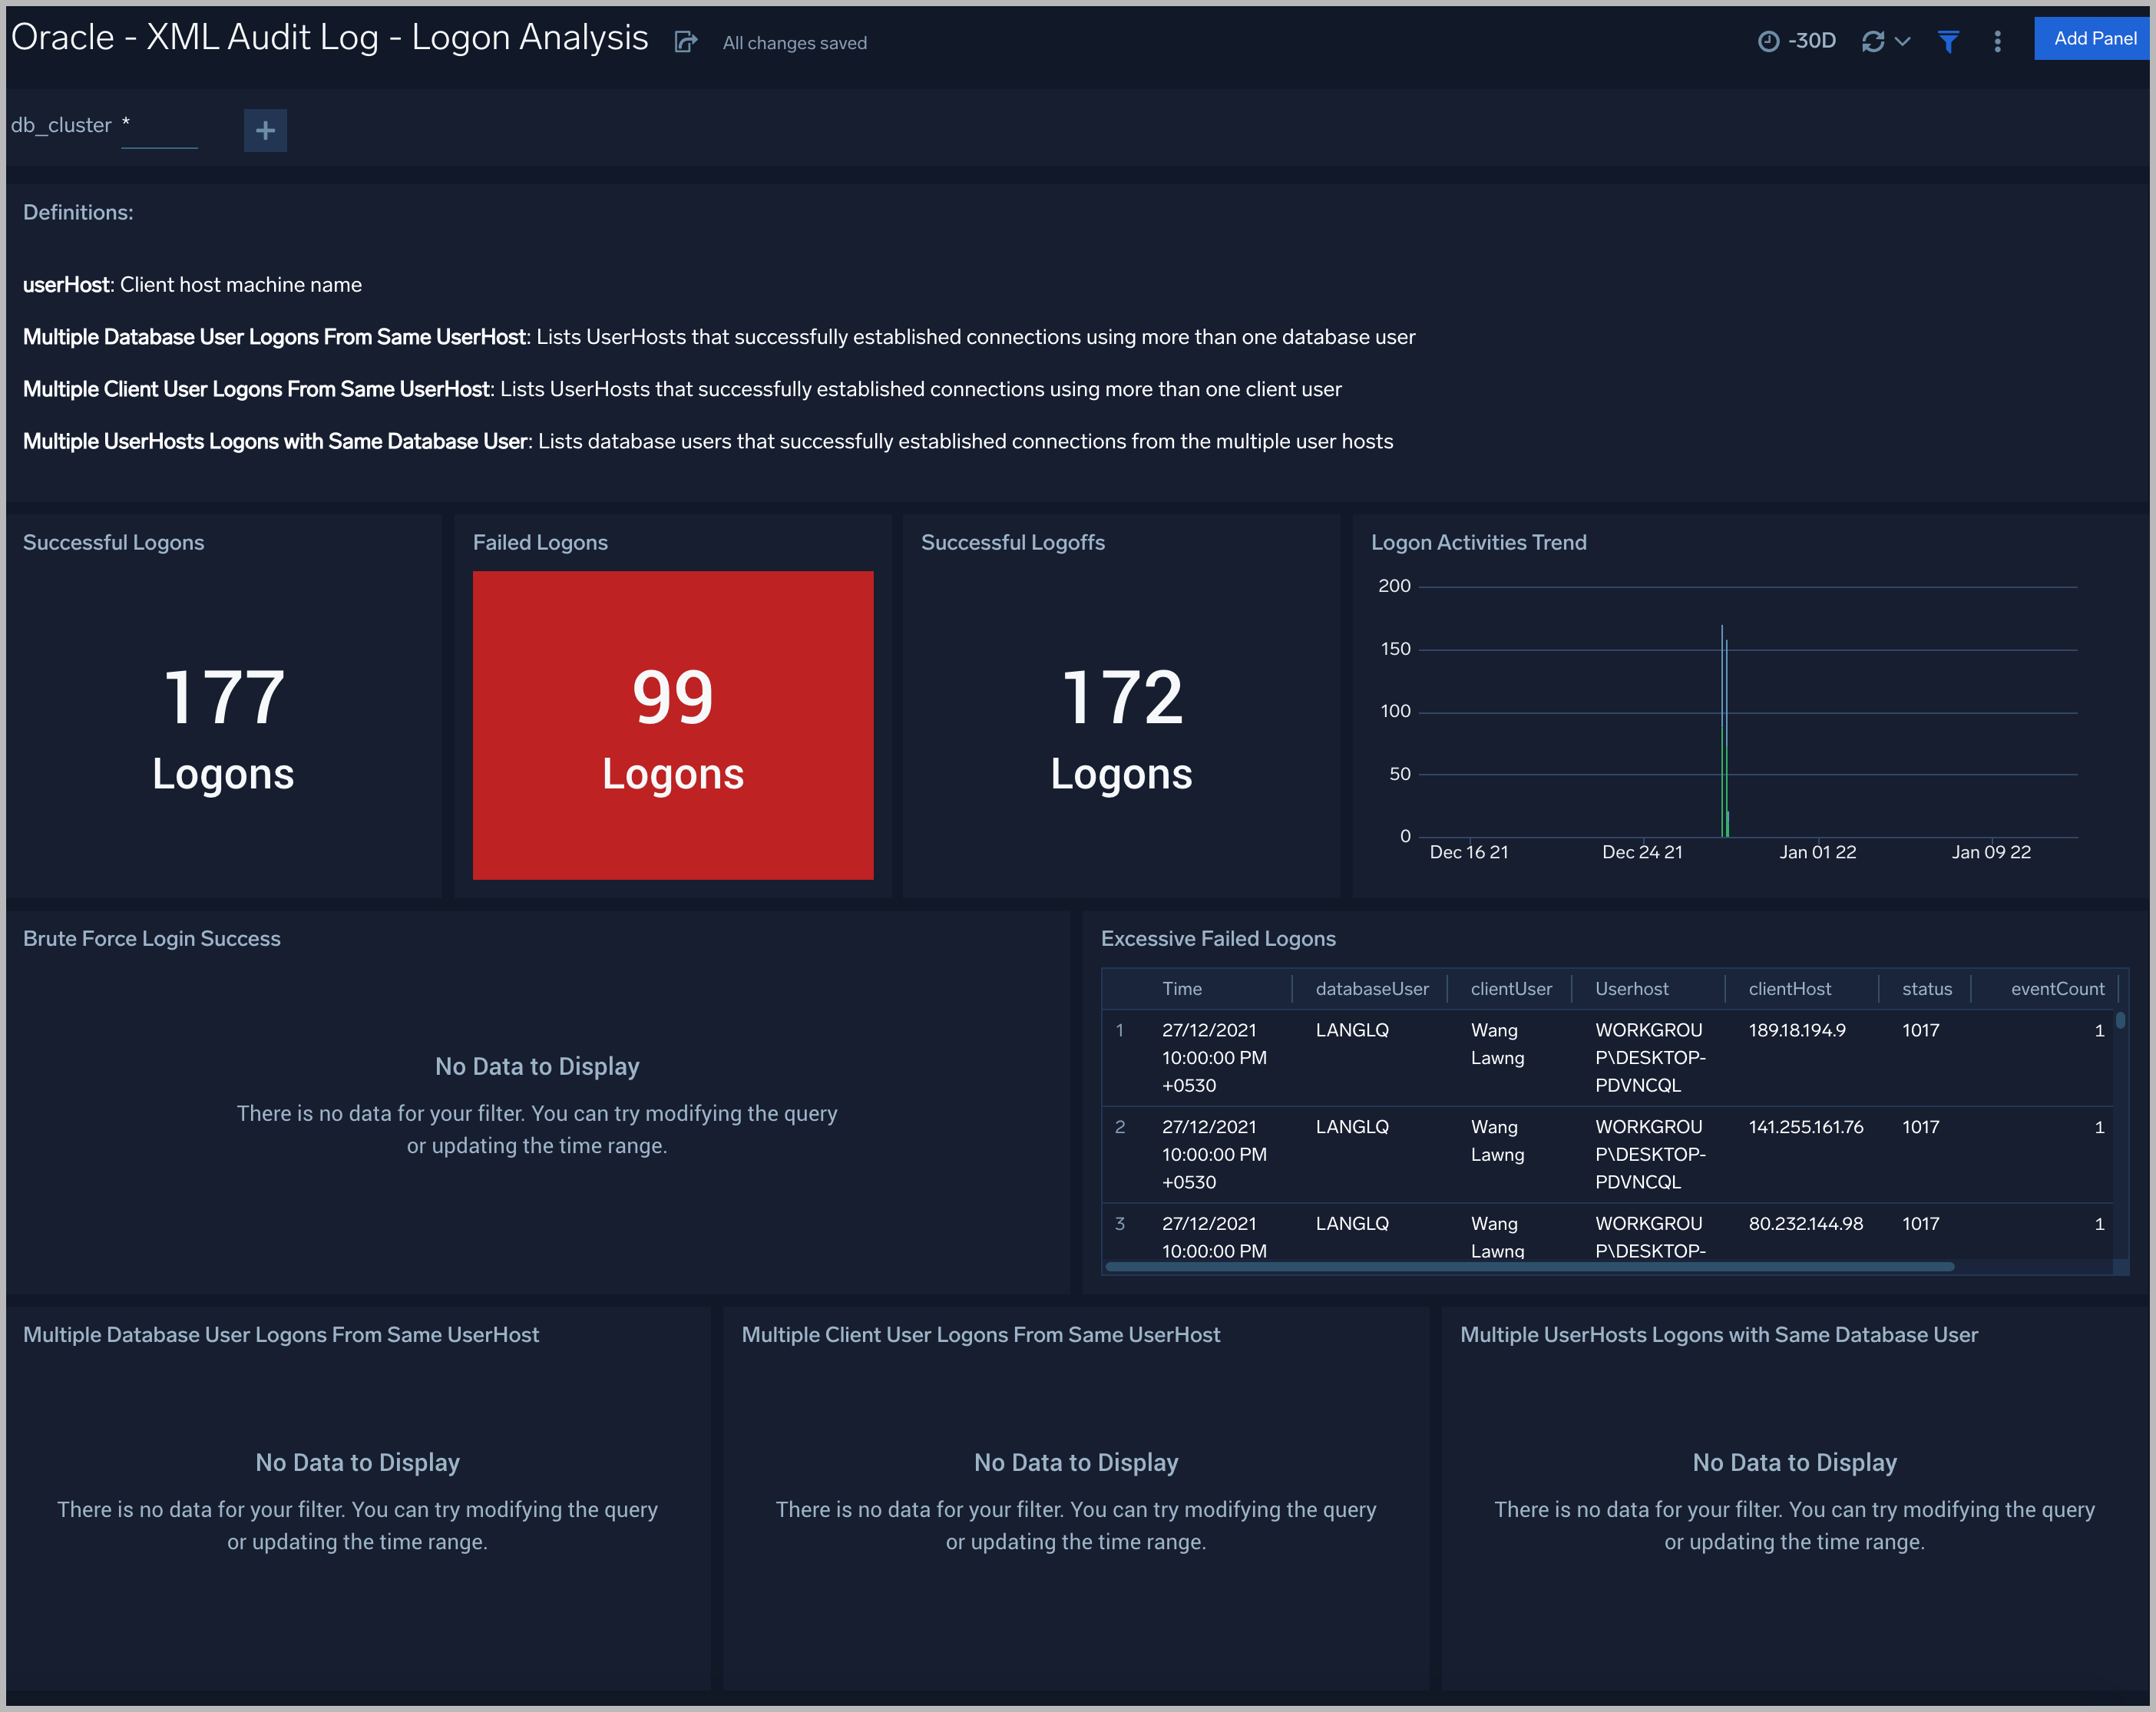 Oracle - XML Audit Log - Logon Analysis
All changes saved
-30D
Add Panel
db_cluster *
Definitions:
userHost: Client host machine name
Multiple Database User Logons From Same UserHost: Lists UserHosts that successfully established connections using more than one database user
Multiple Client User Logons From Same UserHost: Lists UserHosts that successfully established connections using more than one client user
Multiple UserHosts Logons with Same Database User: Lists database users that successfully established connections from the multiple user hosts
Successful Logons
177
Logons
Failed Logons
99
Logons
Successful Logoffs
172
Logons
Logon Activities Trend
200
150
100
50
0
Dec 16 21
Dec 24 21
Jan 01 22
Jan 09 22
Brute Force Login Success
No Data to Display
There is no data for your filter. You can try modifying the query
or updating the time range.
Excessive Failed Logons
Time databaseUser clientUser Userhost clientHost status eventCount
1 27/12/2021 LANGLQ Wang WORKGROU 189.18.194.9 1017 1
10:00:00 PM Lawng P\DESKTOP-
+0530 PDVNCQL
2 27/12/2021 LANGLQ Wang WORKGROU 141.255.161.76 1017 1
10:00:00 PM Lawng P\DESKTOP-
+0530 PDVNCQL
3 27/12/2021 LANGLQ Wang WORKGROU 80.232.144.98 1017 1
10:00:00 PM Lawng P\DESKTOP-
Multiple Database User Logons From Same UserHost
No Data to Display
There is no data for your filter. You can try modifying the query
or updating the time range.
Multiple Client User Logons From Same UserHost
No Data to Display
There is no data for your filter. You can try modifying the query
or updating the time range.
Multiple UserHosts Logons with Same Database User
No Data to Display
There is no data for your filter. You can try modifying the query
or updating the time range.